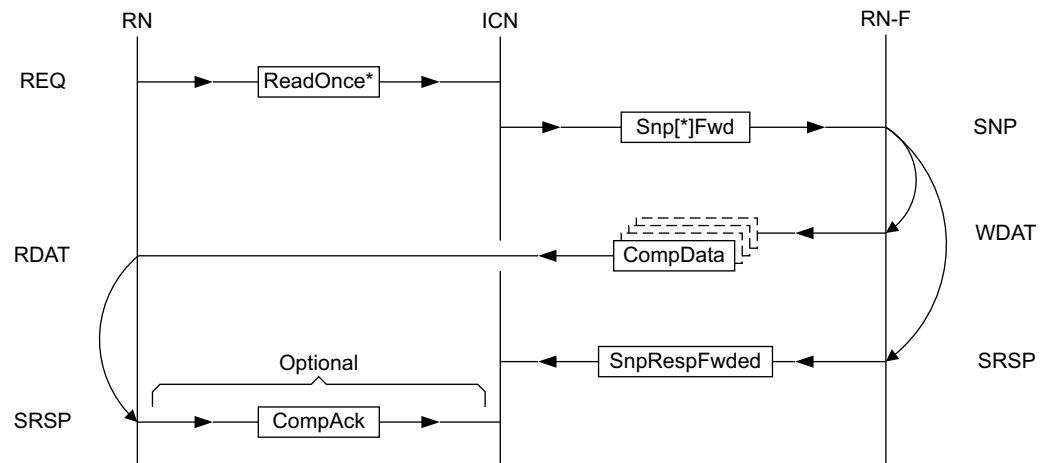 RN ICN RN-F
REQ ReadOnce*
Snp[*]Fwd SNP
WDAT
RDAT CompData
Optional SnpRespFwded SRSP
SRSP CompAck